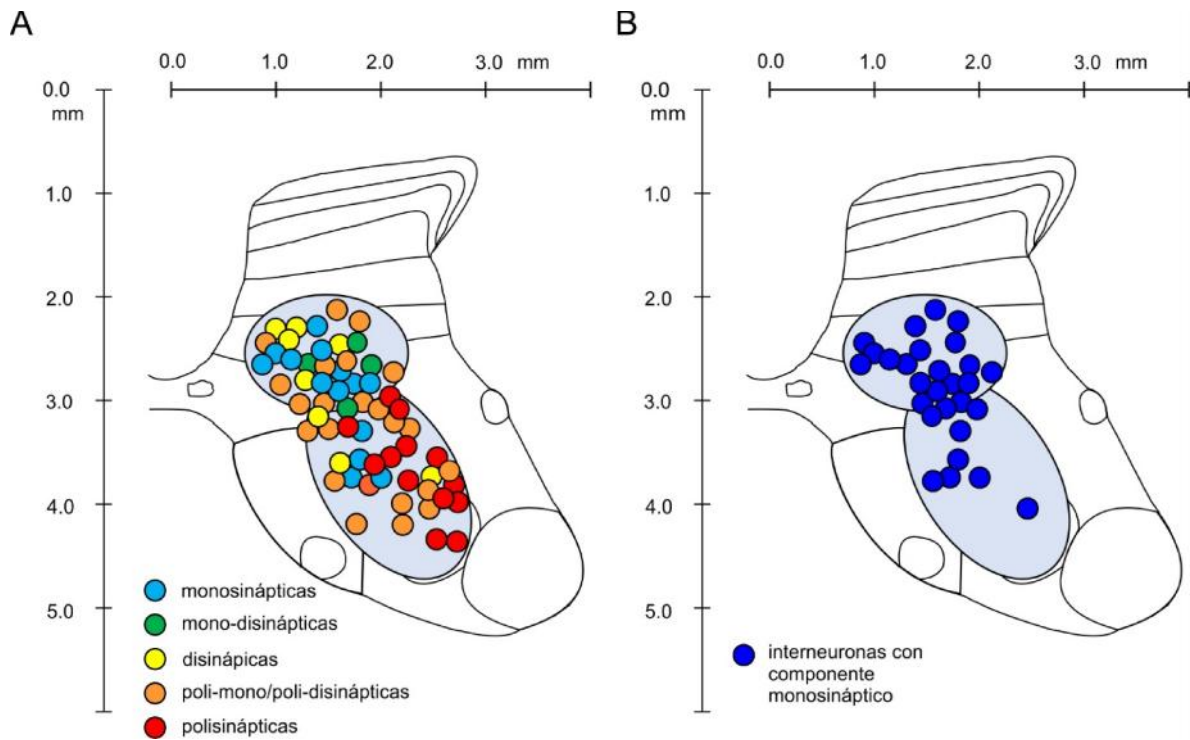 A
0.0 1.0 2.0 3.0 mm
0.0
mm
1.0
2.0
3.0
4.0
5.0
monosinápticas
mono-disinápticas
disinápicas
poli-mono/poli-disinápticas
polisinápticas
B
0.0 1.0 2.0 3.0 mm
0.0
mm
1.0
2.0
3.0
4.0
5.0
interneuronas con
componente
monosináptico